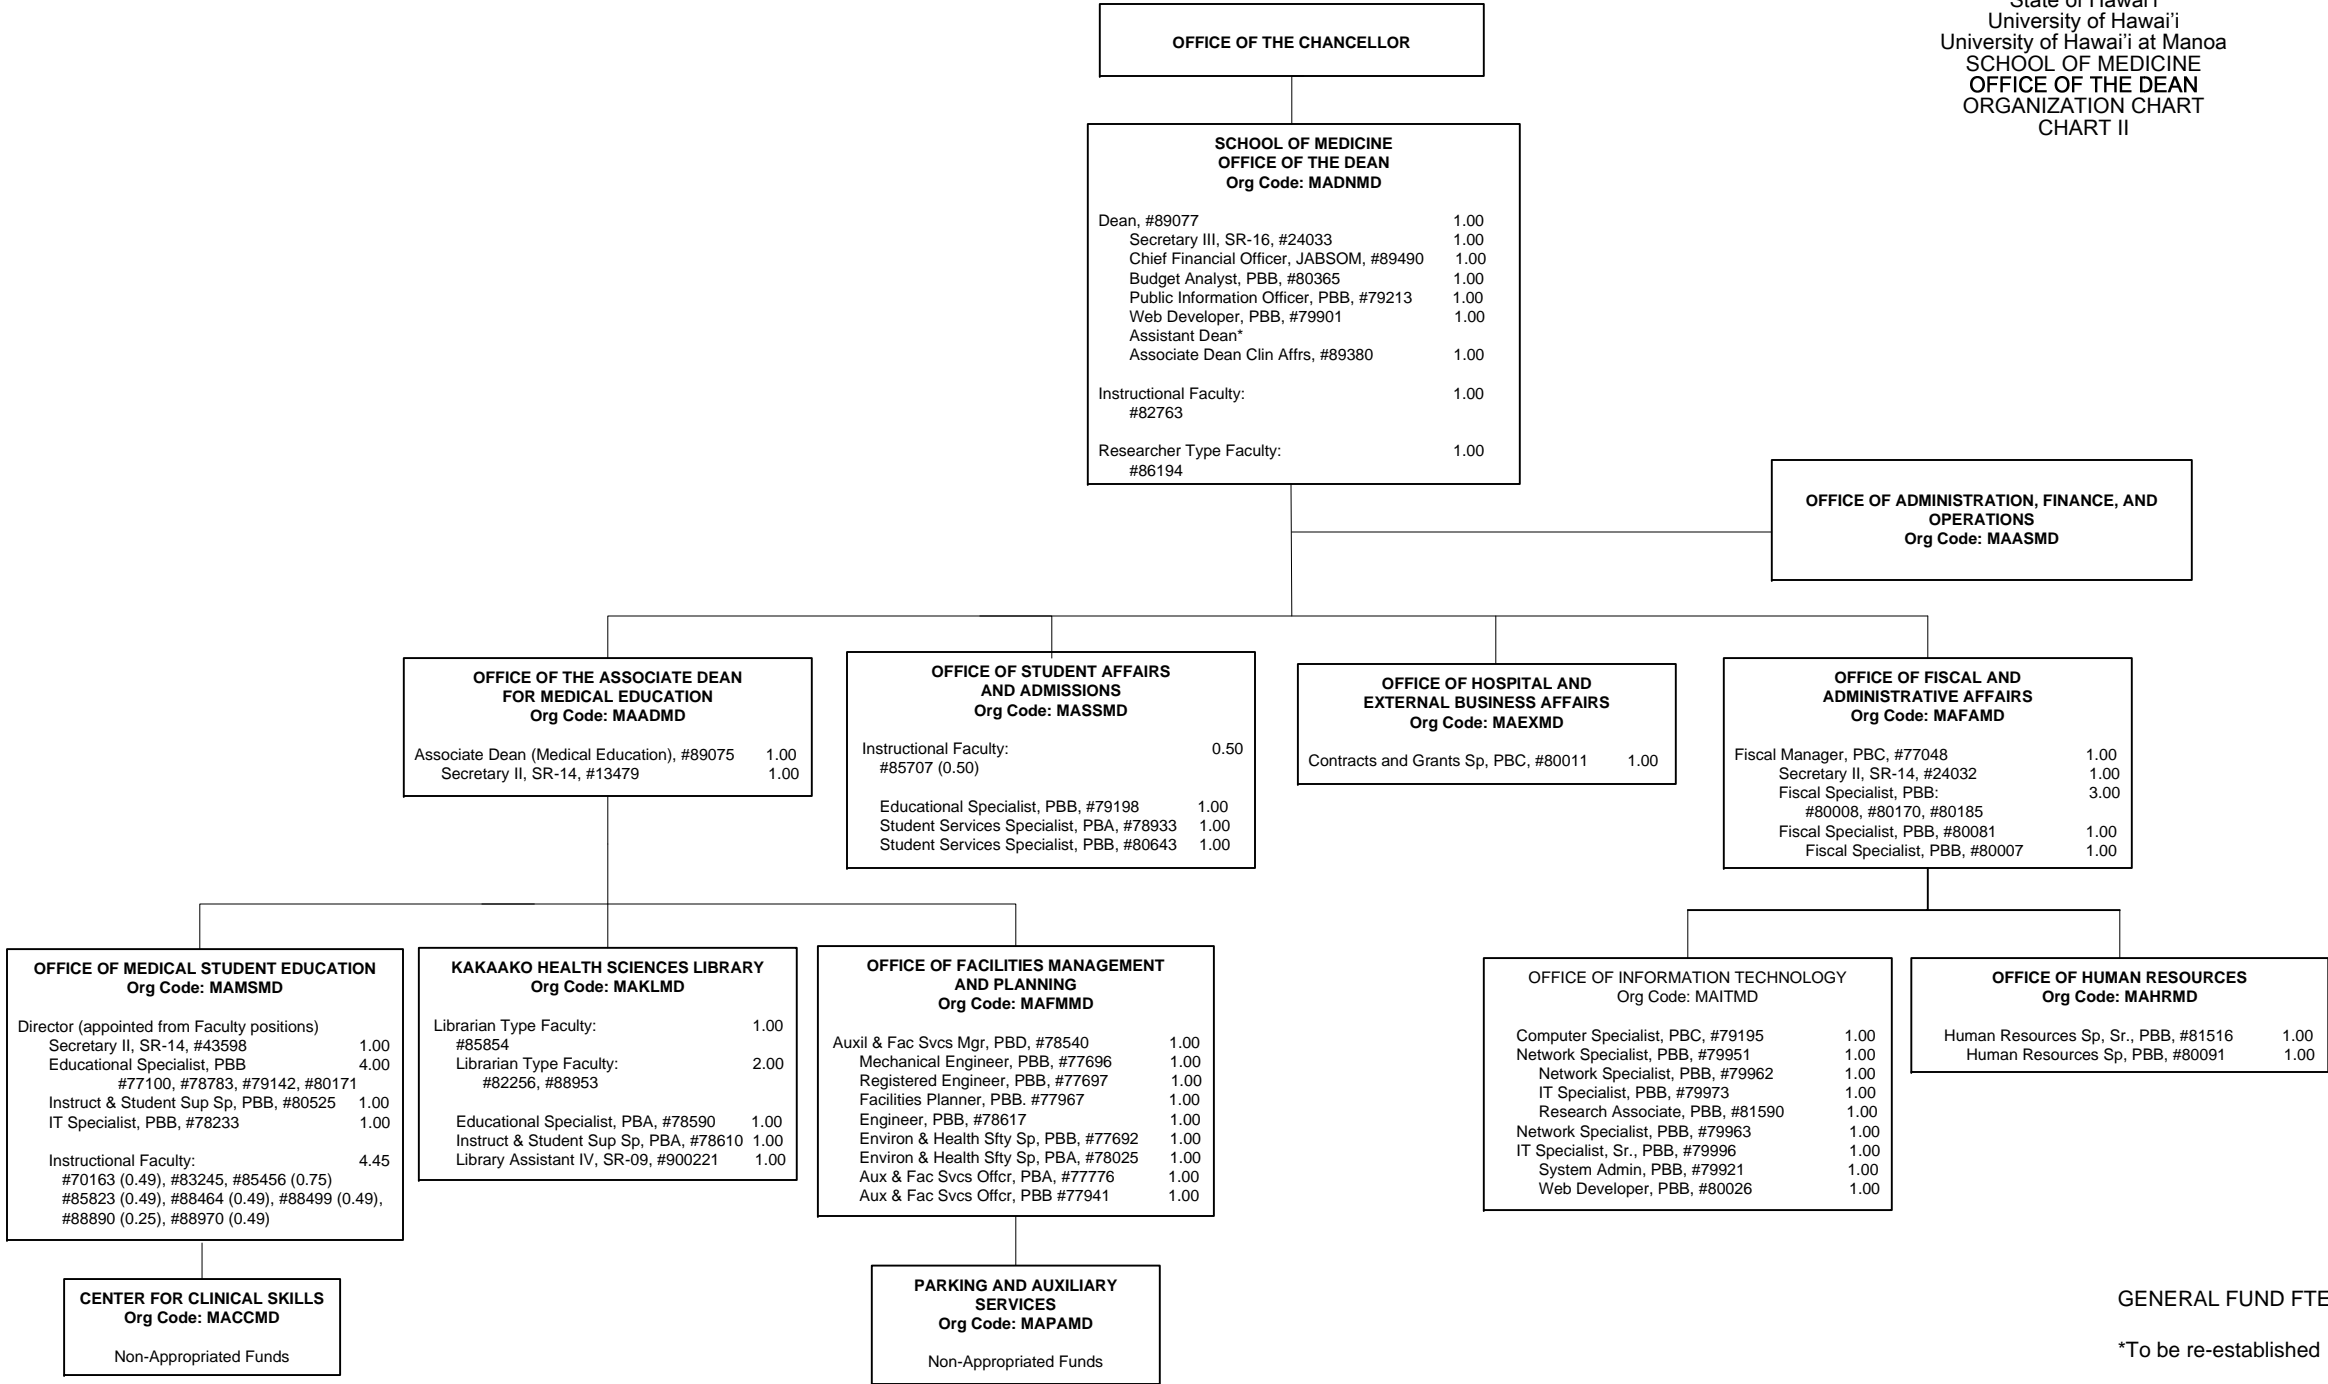 State of Hawai'i
University of Hawai'i
University of Hawai'i at Manoa
SCHOOL OF MEDICINE
OFFICE OF THE DEAN
ORGANIZATION CHART
CHART II
OFFICE OF THE CHANCELLOR
SCHOOL OF MEDICINE
OFFICE OF THE DEAN
Org Code: MADNMD
Dean, #89077 1.00
Secretary III, SR-16, #24033 1.00
Chief Financial Officer, JABSOM, #89490 1.00
Budget Analyst, PBB, #80365 1.00
Public Information Officer, PBB, #79213 1.00
Web Developer, PBB, #79901 1.00
Assistant Dean*
Associate Dean Clin Affrs, #89380 1.00
Instructional Faculty: 1.00
#82763
Researcher Type Faculty: 1.00
#86194
OFFICE OF ADMINISTRATION, FINANCE, AND
OPERATIONS
Org Code: MAASMD
OFFICE OF THE ASSOCIATE DEAN
FOR MEDICAL EDUCATION
Org Code: MAADMD
Associate Dean (Medical Education), #89075 1.00
Secretary II, SR-14, #13479 1.00
OFFICE OF STUDENT AFFAIRS
AND ADMISSIONS
Org Code: MASSMD
Instructional Faculty: 0.50
#85707 (0.50)
Educational Specialist, PBB, #79198 1.00
Student Services Specialist, PBA, #78933 1.00
Student Services Specialist, PBB, #80643 1.00
OFFICE OF HOSPITAL AND
EXTERNAL BUSINESS AFFAIRS
Org Code: MAEXMD
Contracts and Grants Sp, PBC, #80011 1.00
OFFICE OF FISCAL AND
ADMINISTRATIVE AFFAIRS
Org Code: MAFAMD
Fiscal Manager, PBC, #77048 1.00
Secretary II, SR-14, #24032 1.00
Fiscal Specialist, PBB: 3.00
#80008, #80170, #80185
Fiscal Specialist, PBB, #80081 1.00
Fiscal Specialist, PBB, #80007 1.00
OFFICE OF MEDICAL STUDENT EDUCATION
Org Code: MAMSMD
Director (appointed from Faculty positions)
Secretary II, SR-14, #43598 1.00
Educational Specialist, PBB 4.00
#77100, #78783, #79142, #80171
Instruct & Student Sup Sp, PBB, #80525 1.00
IT Specialist, PBB, #78233 1.00
Instructional Faculty: 4.45
#70163 (0.49), #83245, #85456 (0.75)
#85823 (0.49), #88464 (0.49), #88499 (0.49),
#88890 (0.25), #88970 (0.49)
KAKAAKO HEALTH SCIENCES LIBRARY
Org Code: MAKLMD
Librarian Type Faculty: 1.00
#85854
Librarian Type Faculty: 2.00
#82256, #88953
Educational Specialist, PBA, #78590 1.00
Instruct & Student Sup Sp, PBA, #78610 1.00
Library Assistant IV, SR-09, #900221 1.00
OFFICE OF FACILITIES MANAGEMENT
AND PLANNING
Org Code: MAFMMD
Auxil & Fac Svcs Mgr, PBD, #78540 1.00
Mechanical Engineer, PBB, #77696 1.00
Registered Engineer, PBB, #77697 1.00
Facilities Planner, PBB. #77967 1.00
Engineer, PBB, #78617 1.00
Environ & Health Sfty Sp, PBB, #77692 1.00
Environ & Health Sfty Sp, PBA, #78025 1.00
Aux & Fac Svcs Offcr, PBA, #77776 1.00
Aux & Fac Svcs Offcr, PBB #77941 1.00
OFFICE OF INFORMATION TECHNOLOGY
Org Code: MAITMD
Computer Specialist, PBC, #79195 1.00
Network Specialist, PBB, #79951 1.00
Network Specialist, PBB, #79962 1.00
IT Specialist, PBB, #79973 1.00
Research Associate, PBB, #81590 1.00
Network Specialist, PBB, #79963 1.00
IT Specialist, Sr., PBB, #79996 1.00
System Admin, PBB, #79921 1.00
Web Developer, PBB, #80026 1.00
OFFICE OF HUMAN RESOURCES
Org Code: MAHRMD
Human Resources Sp, Sr., PBB, #81516 1.00
Human Resources Sp, PBB, #80091 1.00
CENTER FOR CLINICAL SKILLS
Org Code: MACCMD
Non-Appropriated Funds
PARKING AND AUXILIARY
SERVICES
Org Code: MAPAMD
Non-Appropriated Funds
GENERAL FUND FTE
*To be re-established